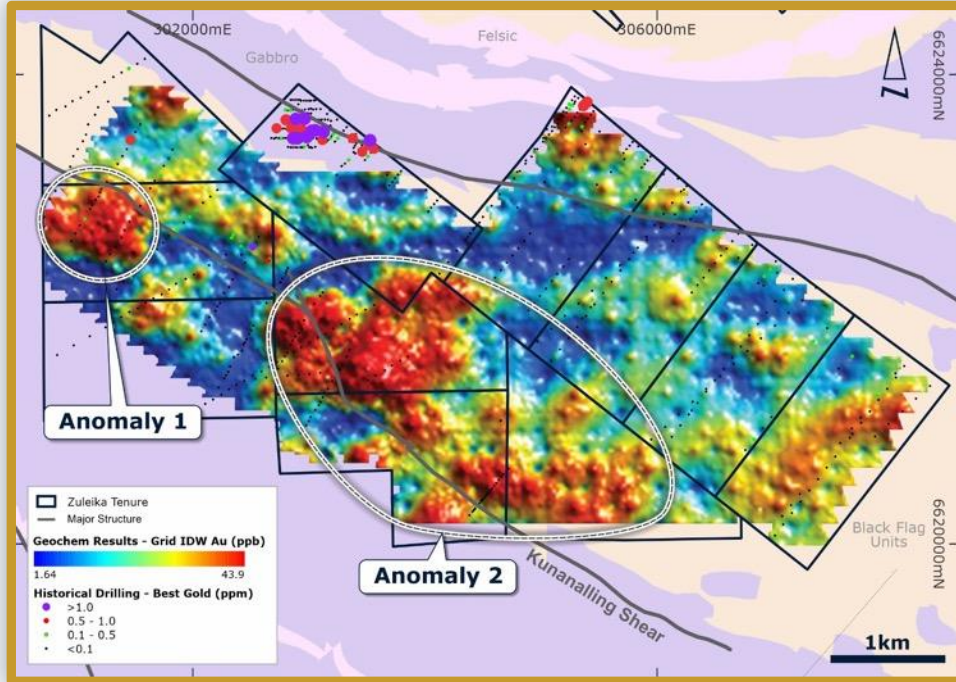 302000mE
306000mE
Felsic
Gabbro
6624000mN
N
Anomaly 1
Zuleika Tenure
Major Structure
Geochem Results - Grid IDW Au (ppb)
1.64 43.9
Historical Drilling - Best Gold (ppm)
>1.0
0.5 - 1.0
0.1 - 0.5
<0.1
Anomaly 2
Kunanalling Shear
Black Flag
Units
6620000mN
1km